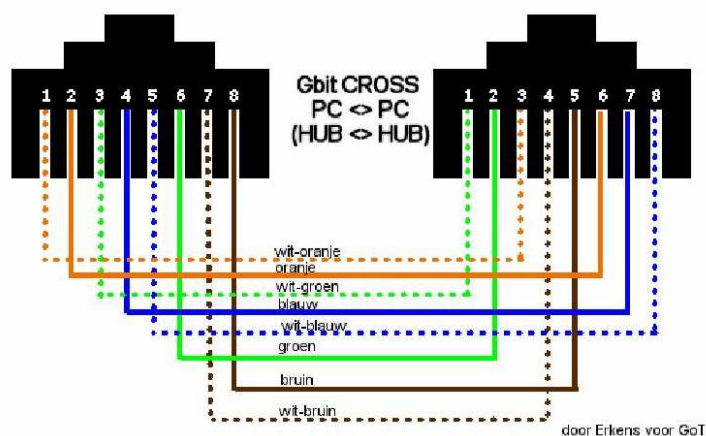 Gbit CROSS
PC <> PC
(HUB <> HUB)
1 2 3 4 5 6 7 8
1 2 3 4 5 6 7 8
wit-oranje
oranje
wit-groen
blauw
wit-blauw
groen
bruin
wit-bruin
door Erkens voor GoT